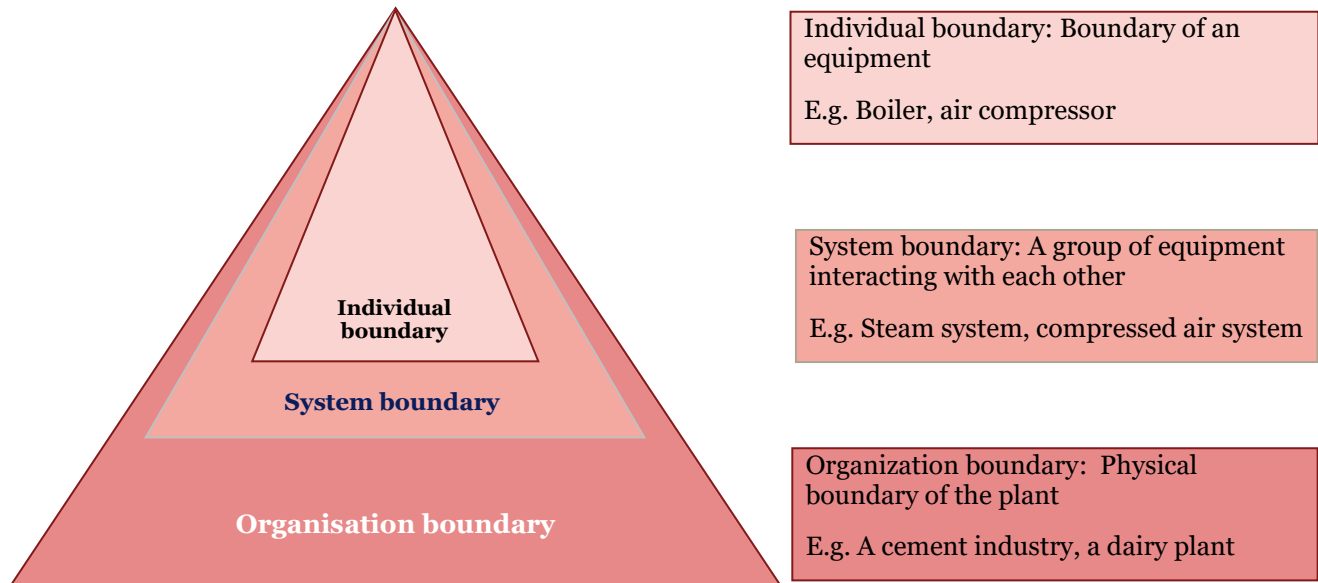 Individual
boundary
System boundary
Organisation boundary
Individual boundary: Boundary of an
equipment
E.g. Boiler, air compressor
System boundary: A group of equipment
interacting with each other
E.g. Steam system, compressed air system
Organization boundary:  Physical
boundary of the plant
E.g. A cement industry, a dairy plant